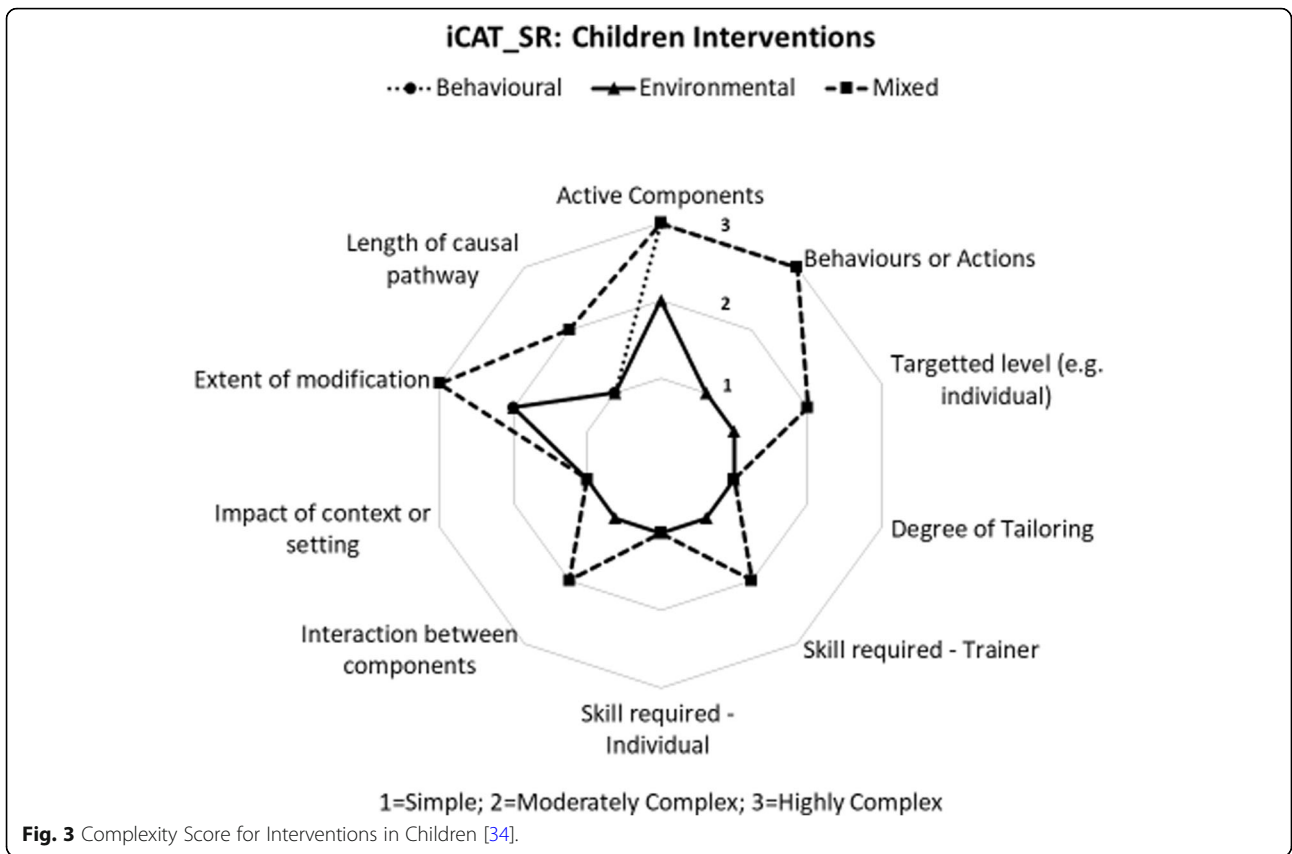 iCAT_SR: Children Interventions
Behavioural Environmental Mixed
Active Components
3
Length of causal
pathway
Behaviours or Actions
2
Targetted level (e.g.
individual)
Extent of modification
1
Impact of context or
setting
Degree of Tailoring
Interaction between
components
Skill required - Trainer
Skill required -
Individual
1=Simple; 2=Moderately Complex; 3=Highly Complex
Fig. 3 Complexity Score for Interventions in Children [34].